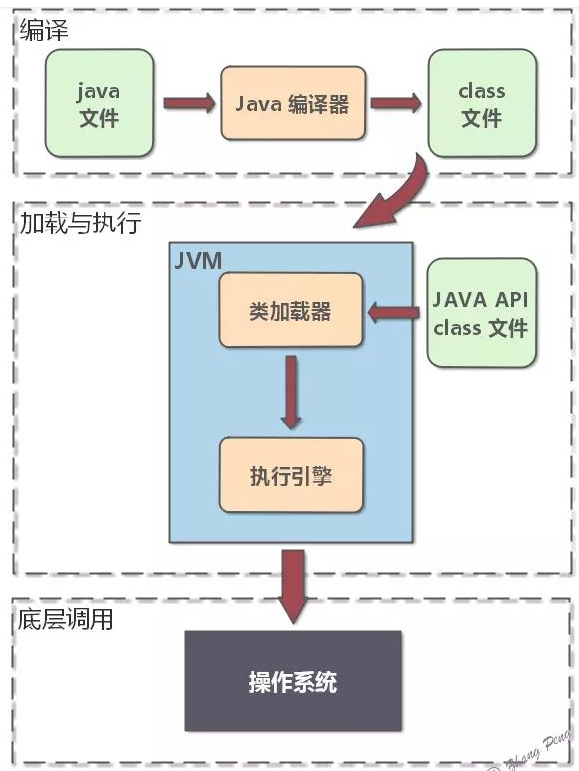 编译
java
文件
Java 编译器
class
文件
加载与执行
JVM
类加载器
JAVA API
class 文件
执行引擎
底层调用
操作系统
Zhang Peng